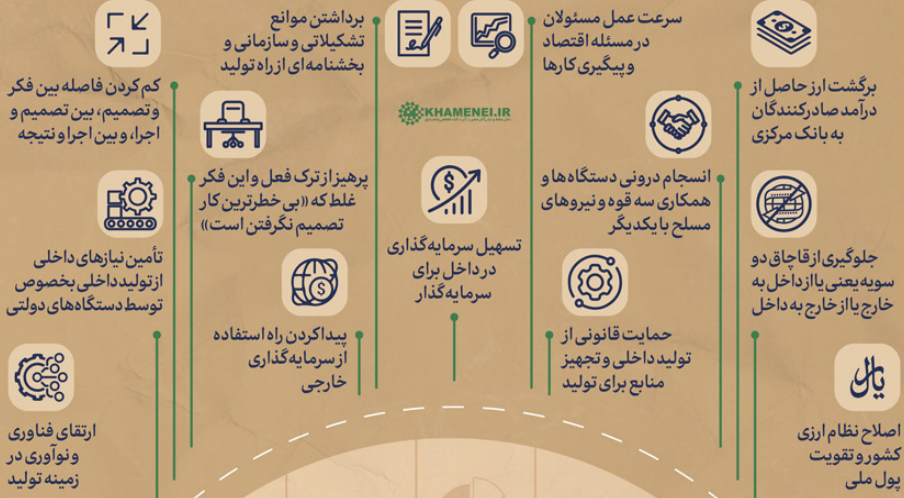 برگشت ارز حاصل از
درآمد صادرکنندگان
به بانک مرکزی
جلوگیری از قاچاق دو
سویه یعنی یا از داخل به
خارج یا از خارج به داخل
ریال
اصلاح نظام ارزی
کشور و تقویت
پول ملی
سرعت عمل مسئولان
در مسئله اقتصاد
و پیگیری کارها
انسجام درونی دستگاه‌ها و
همکاری سه قوه و نیروهای
مسلح با یکدیگر
حمایت قانونی از
تولید داخلی و تجهیز
منابع برای تولید
KHAMENEI.IR
تسهیل سرمایه‌گذاری
در داخل برای
سرمایه‌گذار
برداشتن موانع
تشکیلاتی و سازمانی و
بخشنامه‌ای از راه تولید
پرهیز از ترک فعل و این فکر
غلط که «بی‌خطرترین کار
تصمیم نگرفتن است»
پیدا کردن راه استفاده
از سرمایه‌گذاری
خارجی
کم کردن فاصله بین فکر
و تصمیم، بین تصمیم و
اجرا، و بین اجرا و نتیجه
تأمین نیازهای داخلی
از تولید داخلی بخصوص
توسط دستگاه‌های دولتی
ارتقای فناوری
و نوآوری در
زمینه تولید